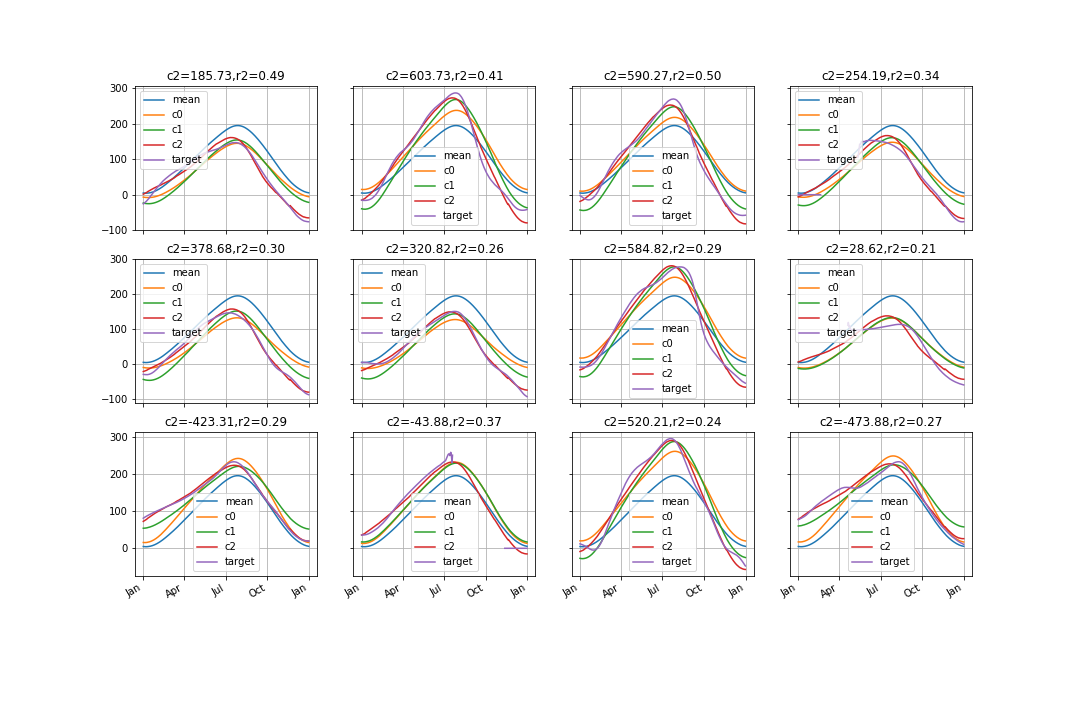 c2=185.73,r2=0.49
c2=603.73,r2=0.41
c2=590.27,r2=0.50
c2=254.19,r2=0.34
300
200
100
0
−100
mean
c0
c1
c2
target
mean
c0
c1
c2
target
mean
c0
c1
c2
target
mean
c0
c1
c2
target
c2=378.68,r2=0.30
c2=320.82,r2=0.26
c2=584.82,r2=0.29
c2=28.62,r2=0.21
300
200
100
0
−100
mean
c0
c1
c2
target
mean
c0
c1
c2
target
mean
c0
c1
c2
target
mean
c0
c1
c2
target
c2=-423.31,r2=0.29
c2=-43.88,r2=0.37
c2=520.21,r2=0.24
c2=-473.88,r2=0.27
300
200
100
0
mean
c0
c1
c2
target
mean
c0
c1
c2
target
mean
c0
c1
c2
target
mean
c0
c1
c2
target
Jan
Apr
Jul
Oct
Jan
Jan
Apr
Jul
Oct
Jan
Jan
Apr
Jul
Oct
Jan
Jan
Apr
Jul
Oct
Jan